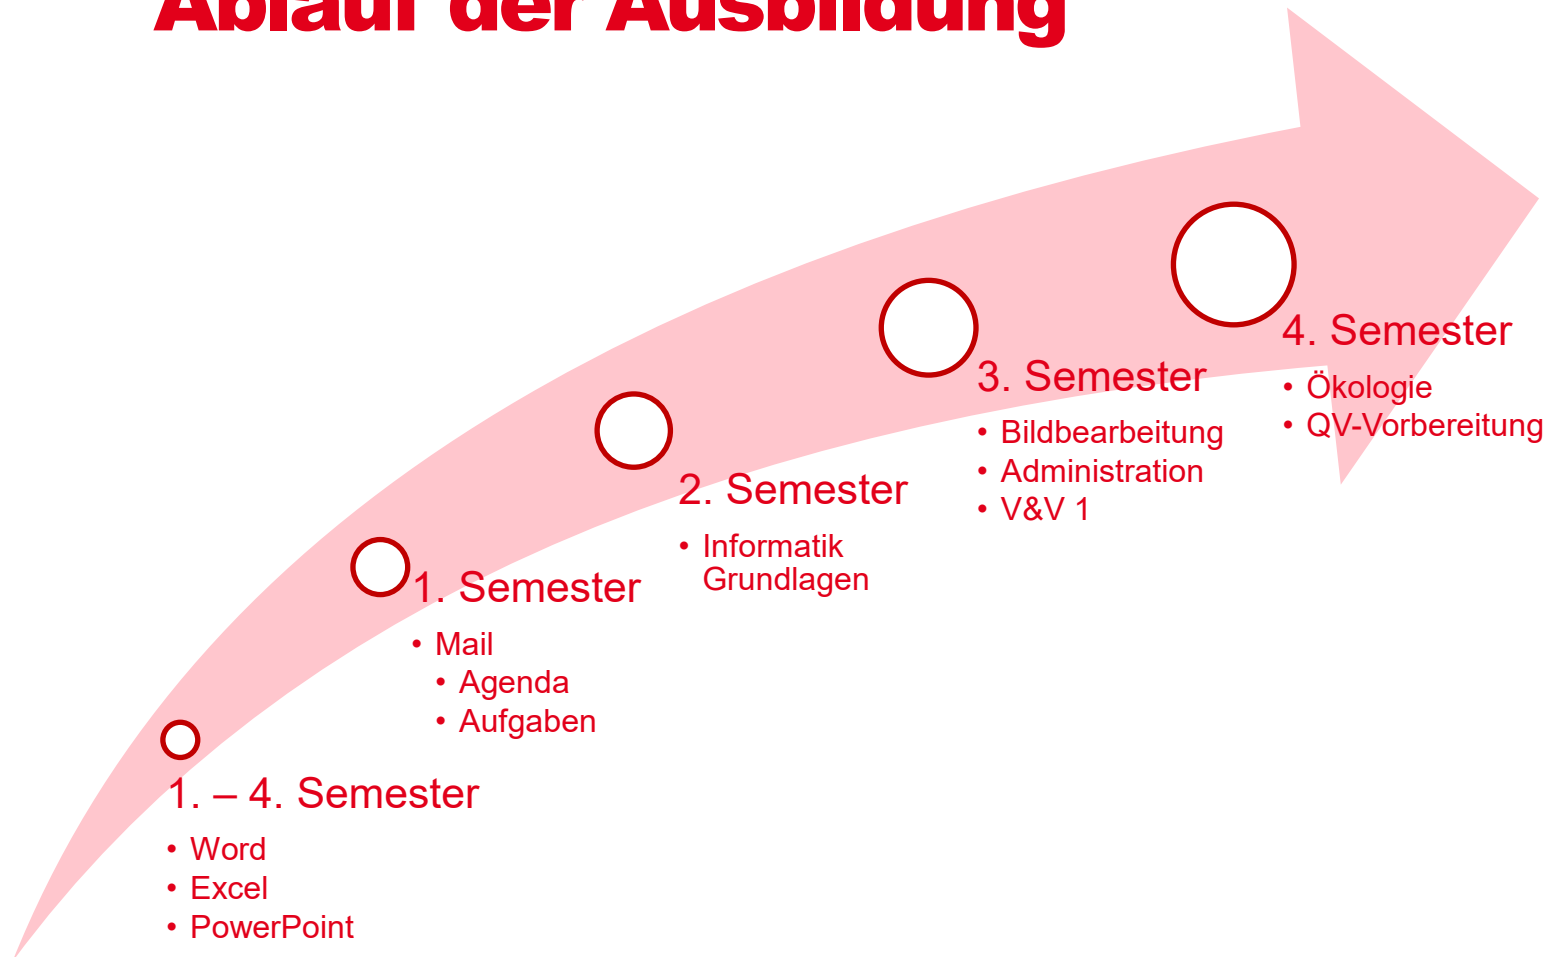 Ablauf der Ausbildung
1. – 4. Semester
• Word
• Excel
• PowerPoint
1. Semester
• Mail
• Agenda
• Aufgaben
2. Semester
• Informatik
Grundlagen
3. Semester
• Bildbearbeitung
• Administration
• V&V 1
4. Semester
• Ökologie
• QV-Vorbereitung